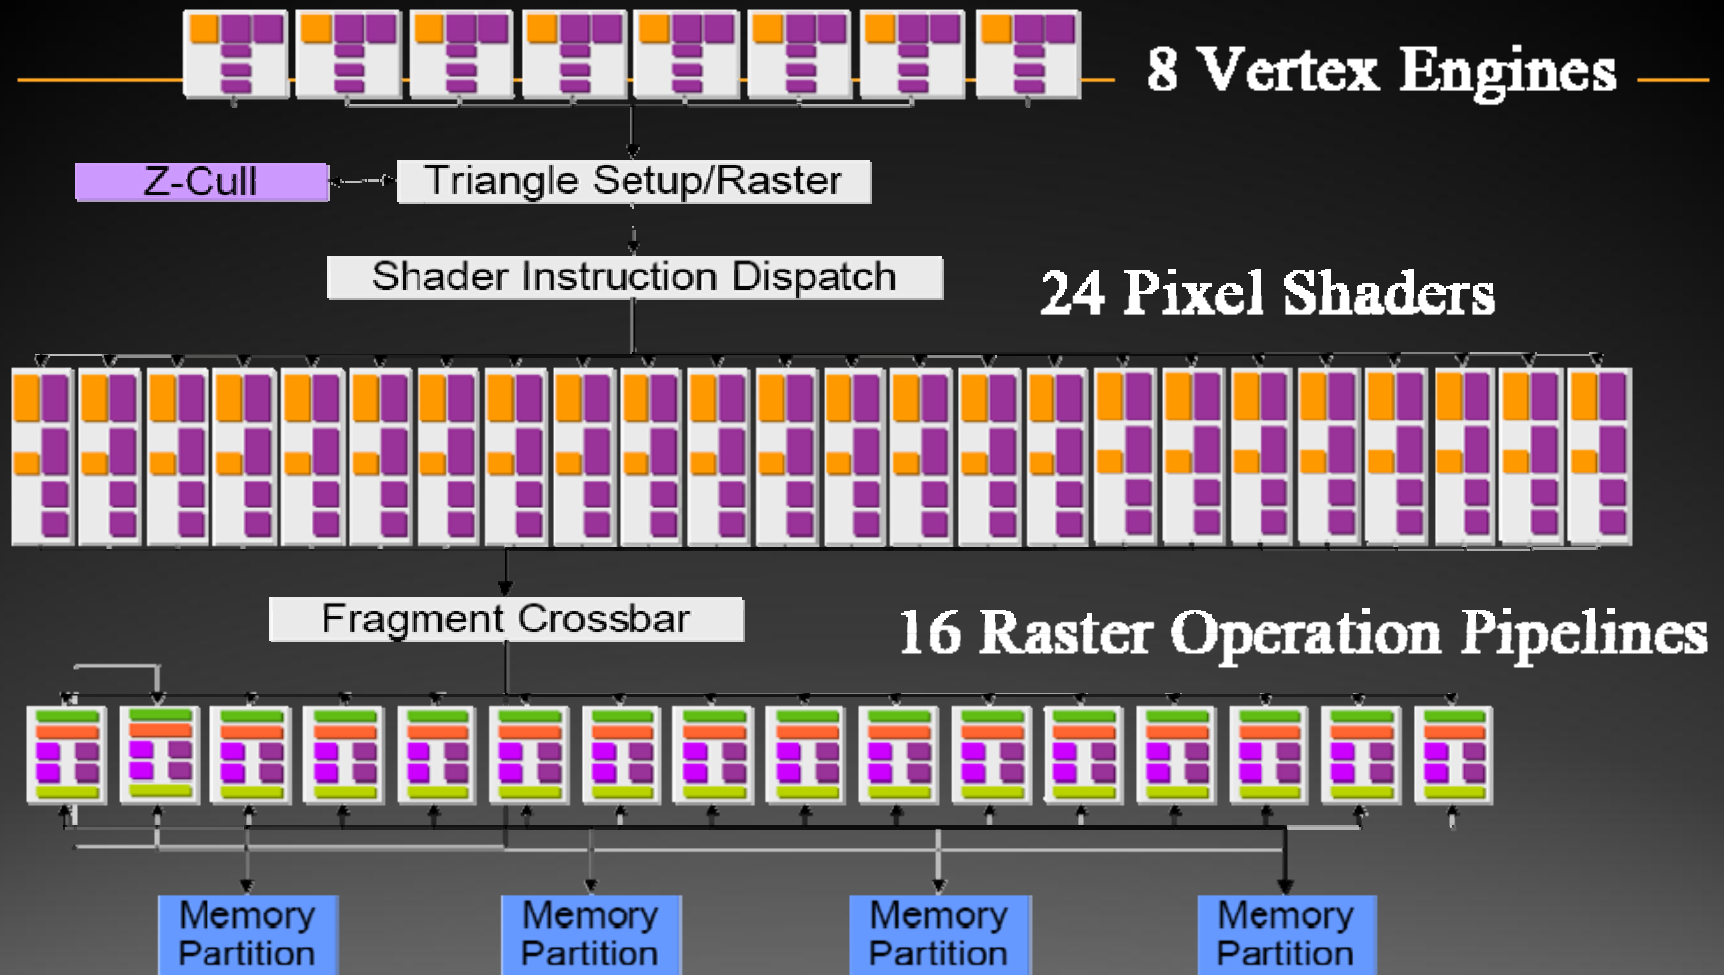 8 Vertex Engines
Z-Cull
Triangle Setup/Raster
Shader Instruction Dispatch
24 Pixel Shaders
Fragment Crossbar
16 Raster Operation Pipelines
Memory
Partition
Memory
Partition
Memory
Partition
Memory
Partition